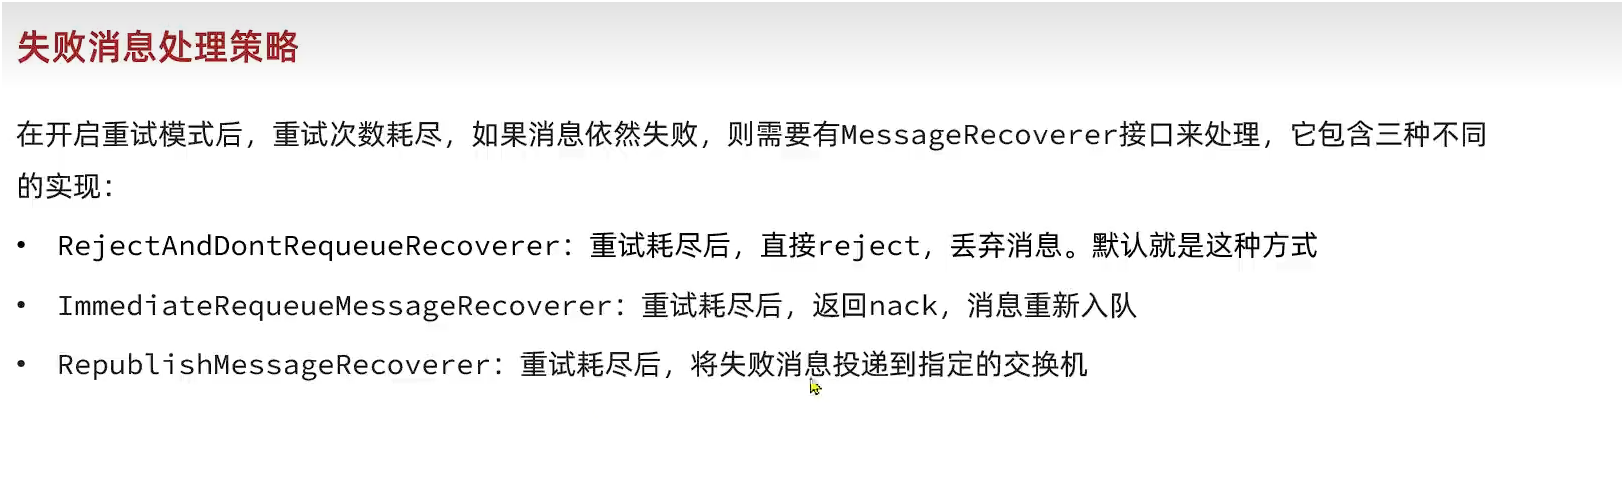 失败消息处理策略
在开启重试模式后，重试次数耗尽，如果消息依然失败，则需要有MessageRecoverer接口来处理，它包含三种不同
的实现：
• RejectAndDontRequeueRecoverer：重试耗尽后，直接reject，丢弃消息。默认就是这种方式
• ImmediateRequeueMessageRecoverer：重试耗尽后，返回nack，消息重新入队
• RepublishMessageRecoverer：重试耗尽后，将失败消息投递到指定的交换机